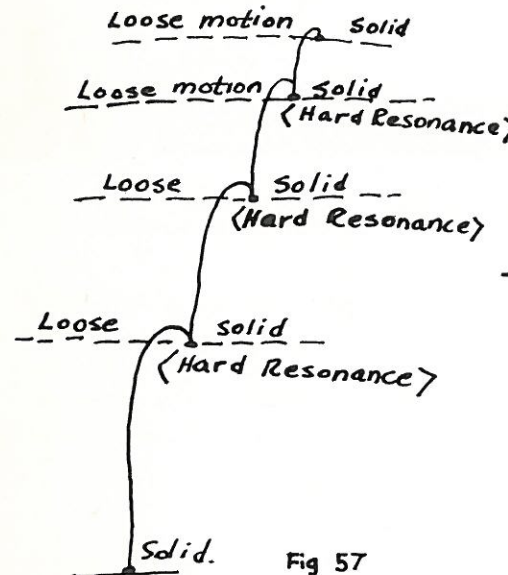 Loose motion Solid
Loose motion Solid
<Hard Resonance>
Loose Solid
<Hard Resonance>
Loose Solid
<Hard Resonance>
Solid. Fig 57